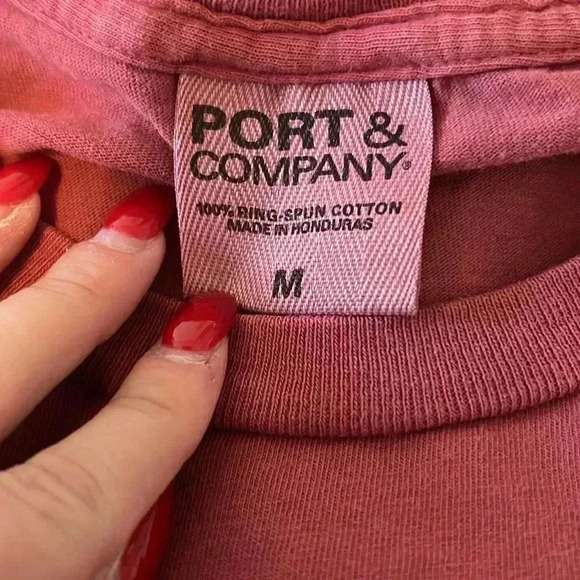 PORT &
COMPANY®
100% RING-SPUN COTTON
MADE IN HONDURAS
M